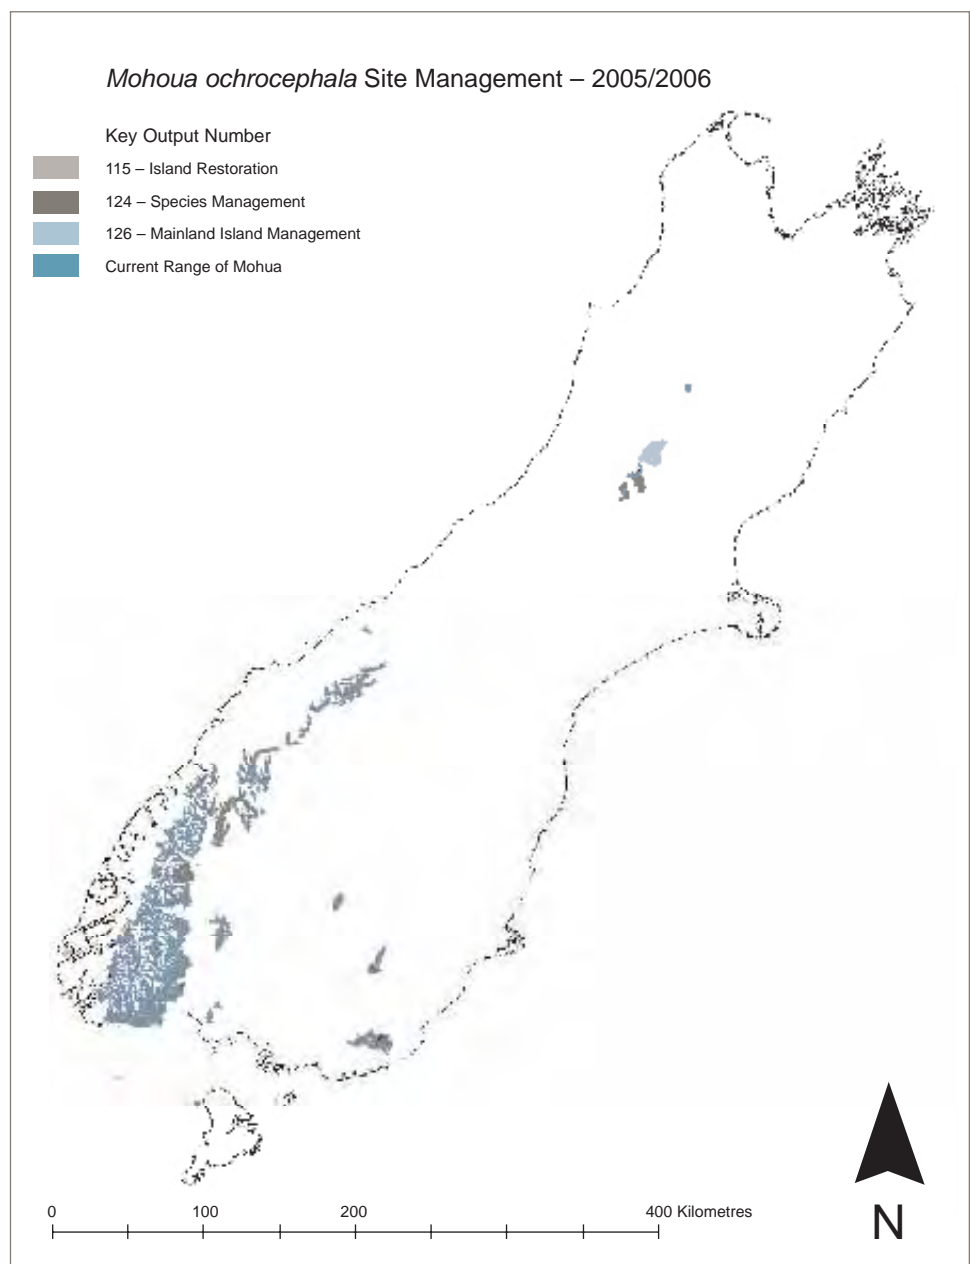 Mohoua ochrocephala Site Management – 2005/2006
Key Output Number
115 – Island Restoration
124 – Species Management
126 – Mainland Island Management
Current Range of Mohua
0 100 200 400 Kilometres
N